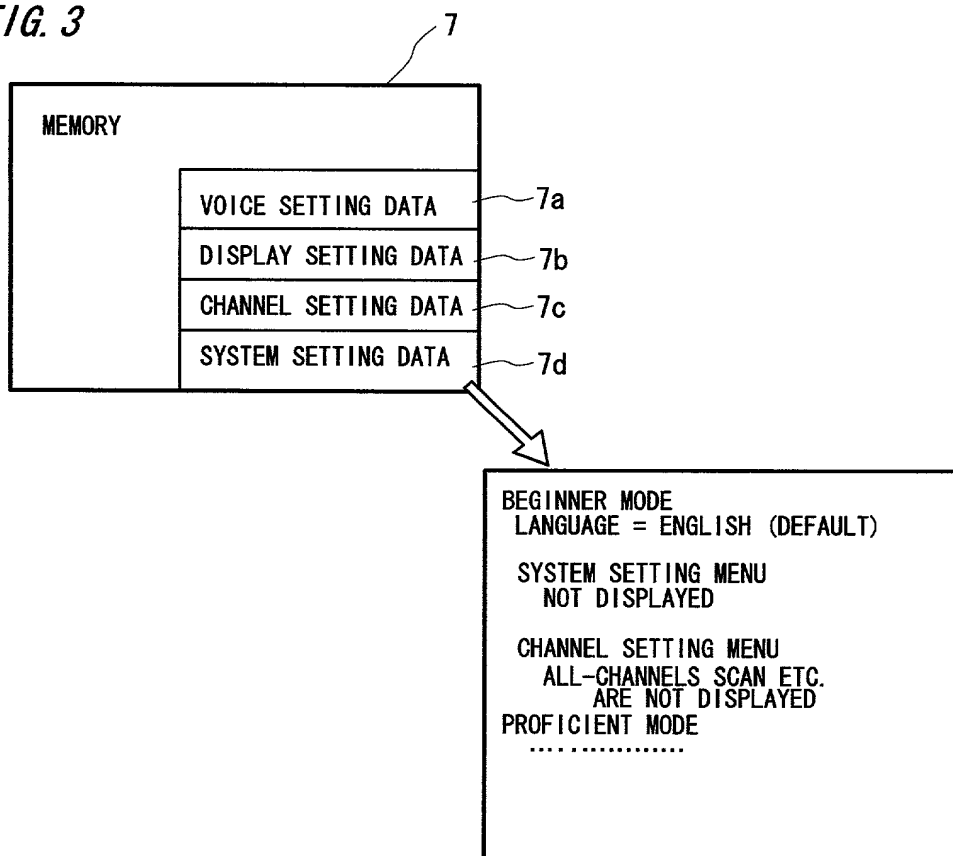 FIG. 3
7
MEMORY
VOICE SETTING DATA 7a
DISPLAY SETTING DATA 7b
CHANNEL SETTING DATA 7c
SYSTEM SETTING DATA 7d
BEGINNER MODE
LANGUAGE = ENGLISH (DEFAULT)
SYSTEM SETTING MENU
NOT DISPLAYED
CHANNEL SETTING MENU
ALL-CHANNELS SCAN ETC.
ARE NOT DISPLAYED
PROFICIENT MODE
.................